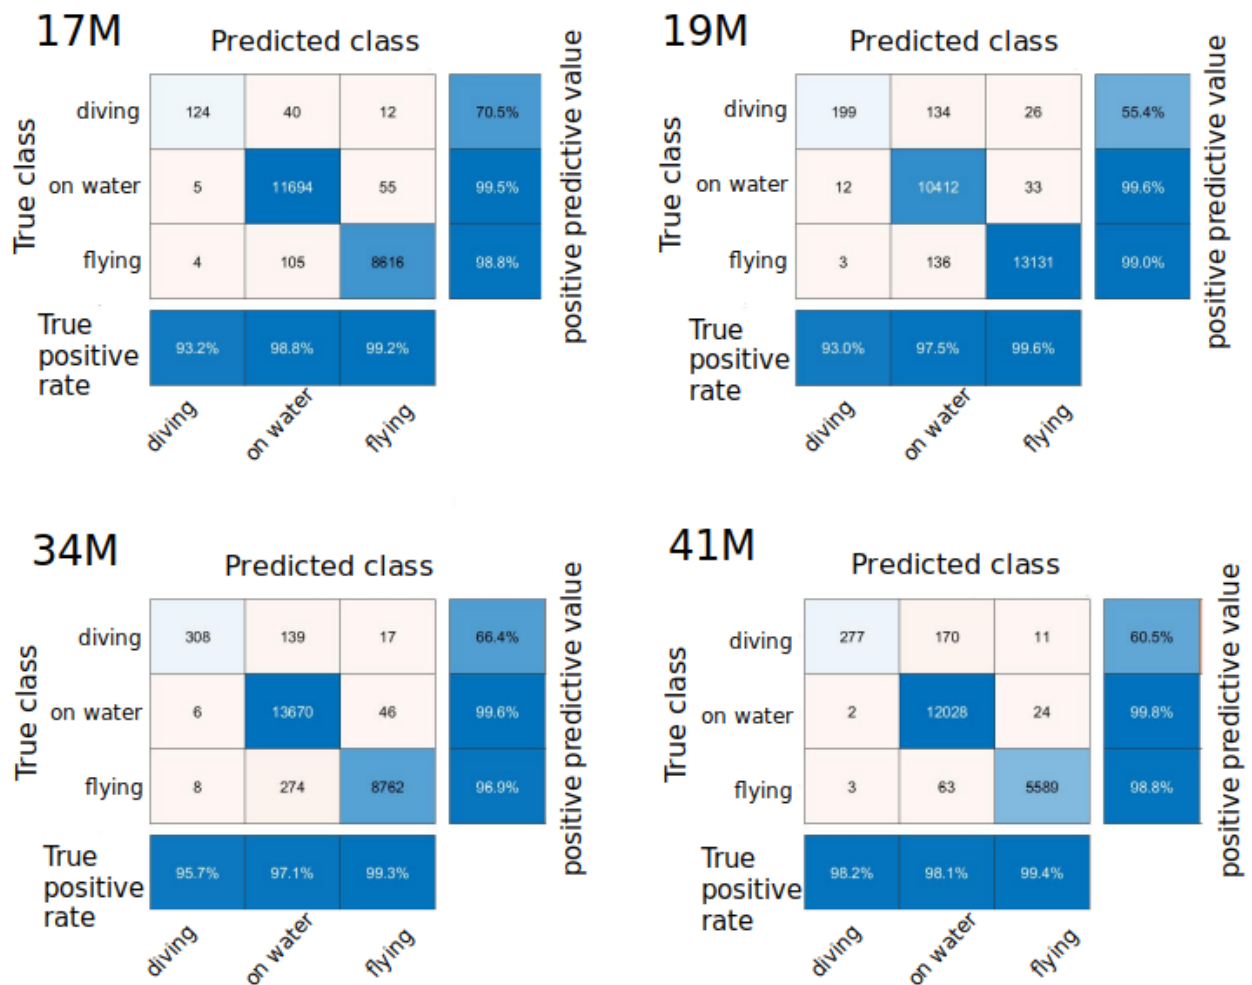 17M
Predicted class
True class
positive predictive value
diving 124 40 12 70.5%
on water 5 11694 55 99.5%
flying 4 105 8616 98.8%
True
positive
rate
93.2% 98.8% 99.2%
diving on water flying
19M
Predicted class
True class
positive predictive value
diving 199 134 26 55.4%
on water 12 10412 33 99.6%
flying 3 136 13131 99.0%
True
positive
rate
93.0% 97.5% 99.6%
diving on water flying
34M
Predicted class
True class
positive predictive value
diving 308 139 17 66.4%
on water 6 13670 46 99.6%
flying 8 274 8762 96.9%
True
positive
rate
95.7% 97.1% 99.3%
diving on water flying
41M
Predicted class
True class
positive predictive value
diving 277 170 11 60.5%
on water 2 12028 24 99.8%
flying 3 63 5589 98.8%
True
positive
rate
98.2% 98.1% 99.4%
diving on water flying